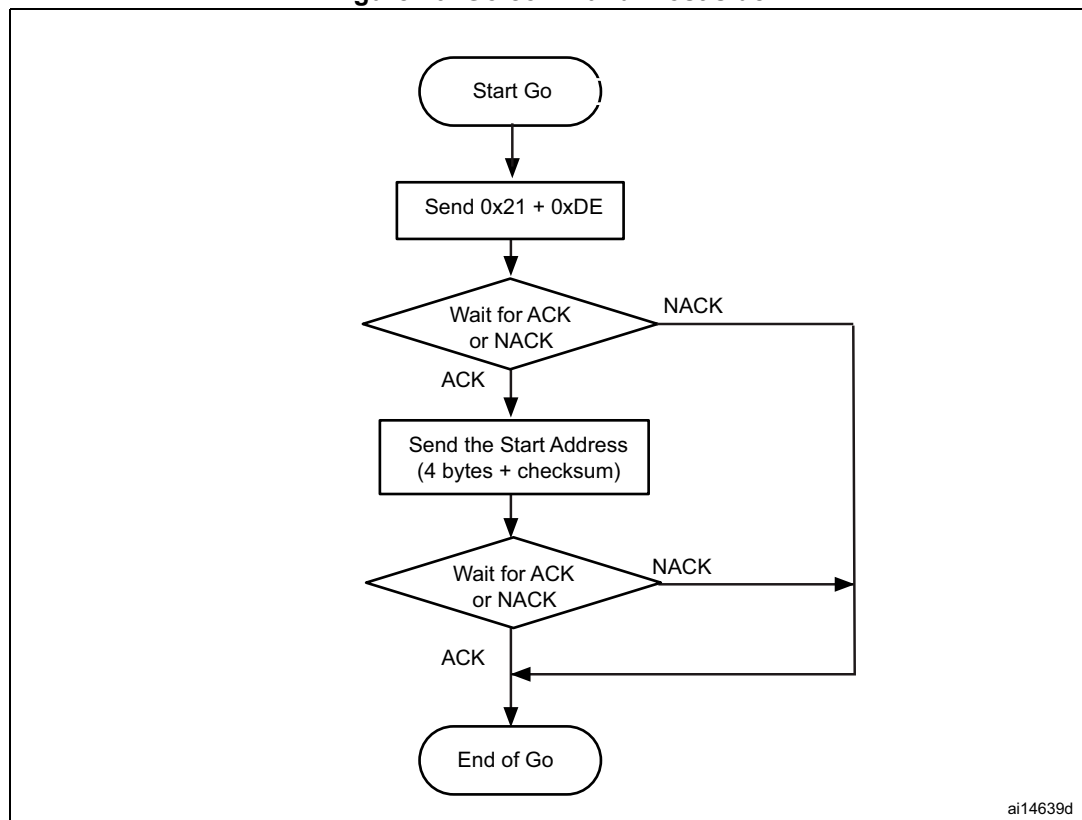 Start Go
Send 0x21 + 0xDE
Wait for ACK
or NACK
NACK
ACK
Send the Start Address
(4 bytes + checksum)
Wait for ACK
or NACK
NACK
ACK
End of Go
ai14639d